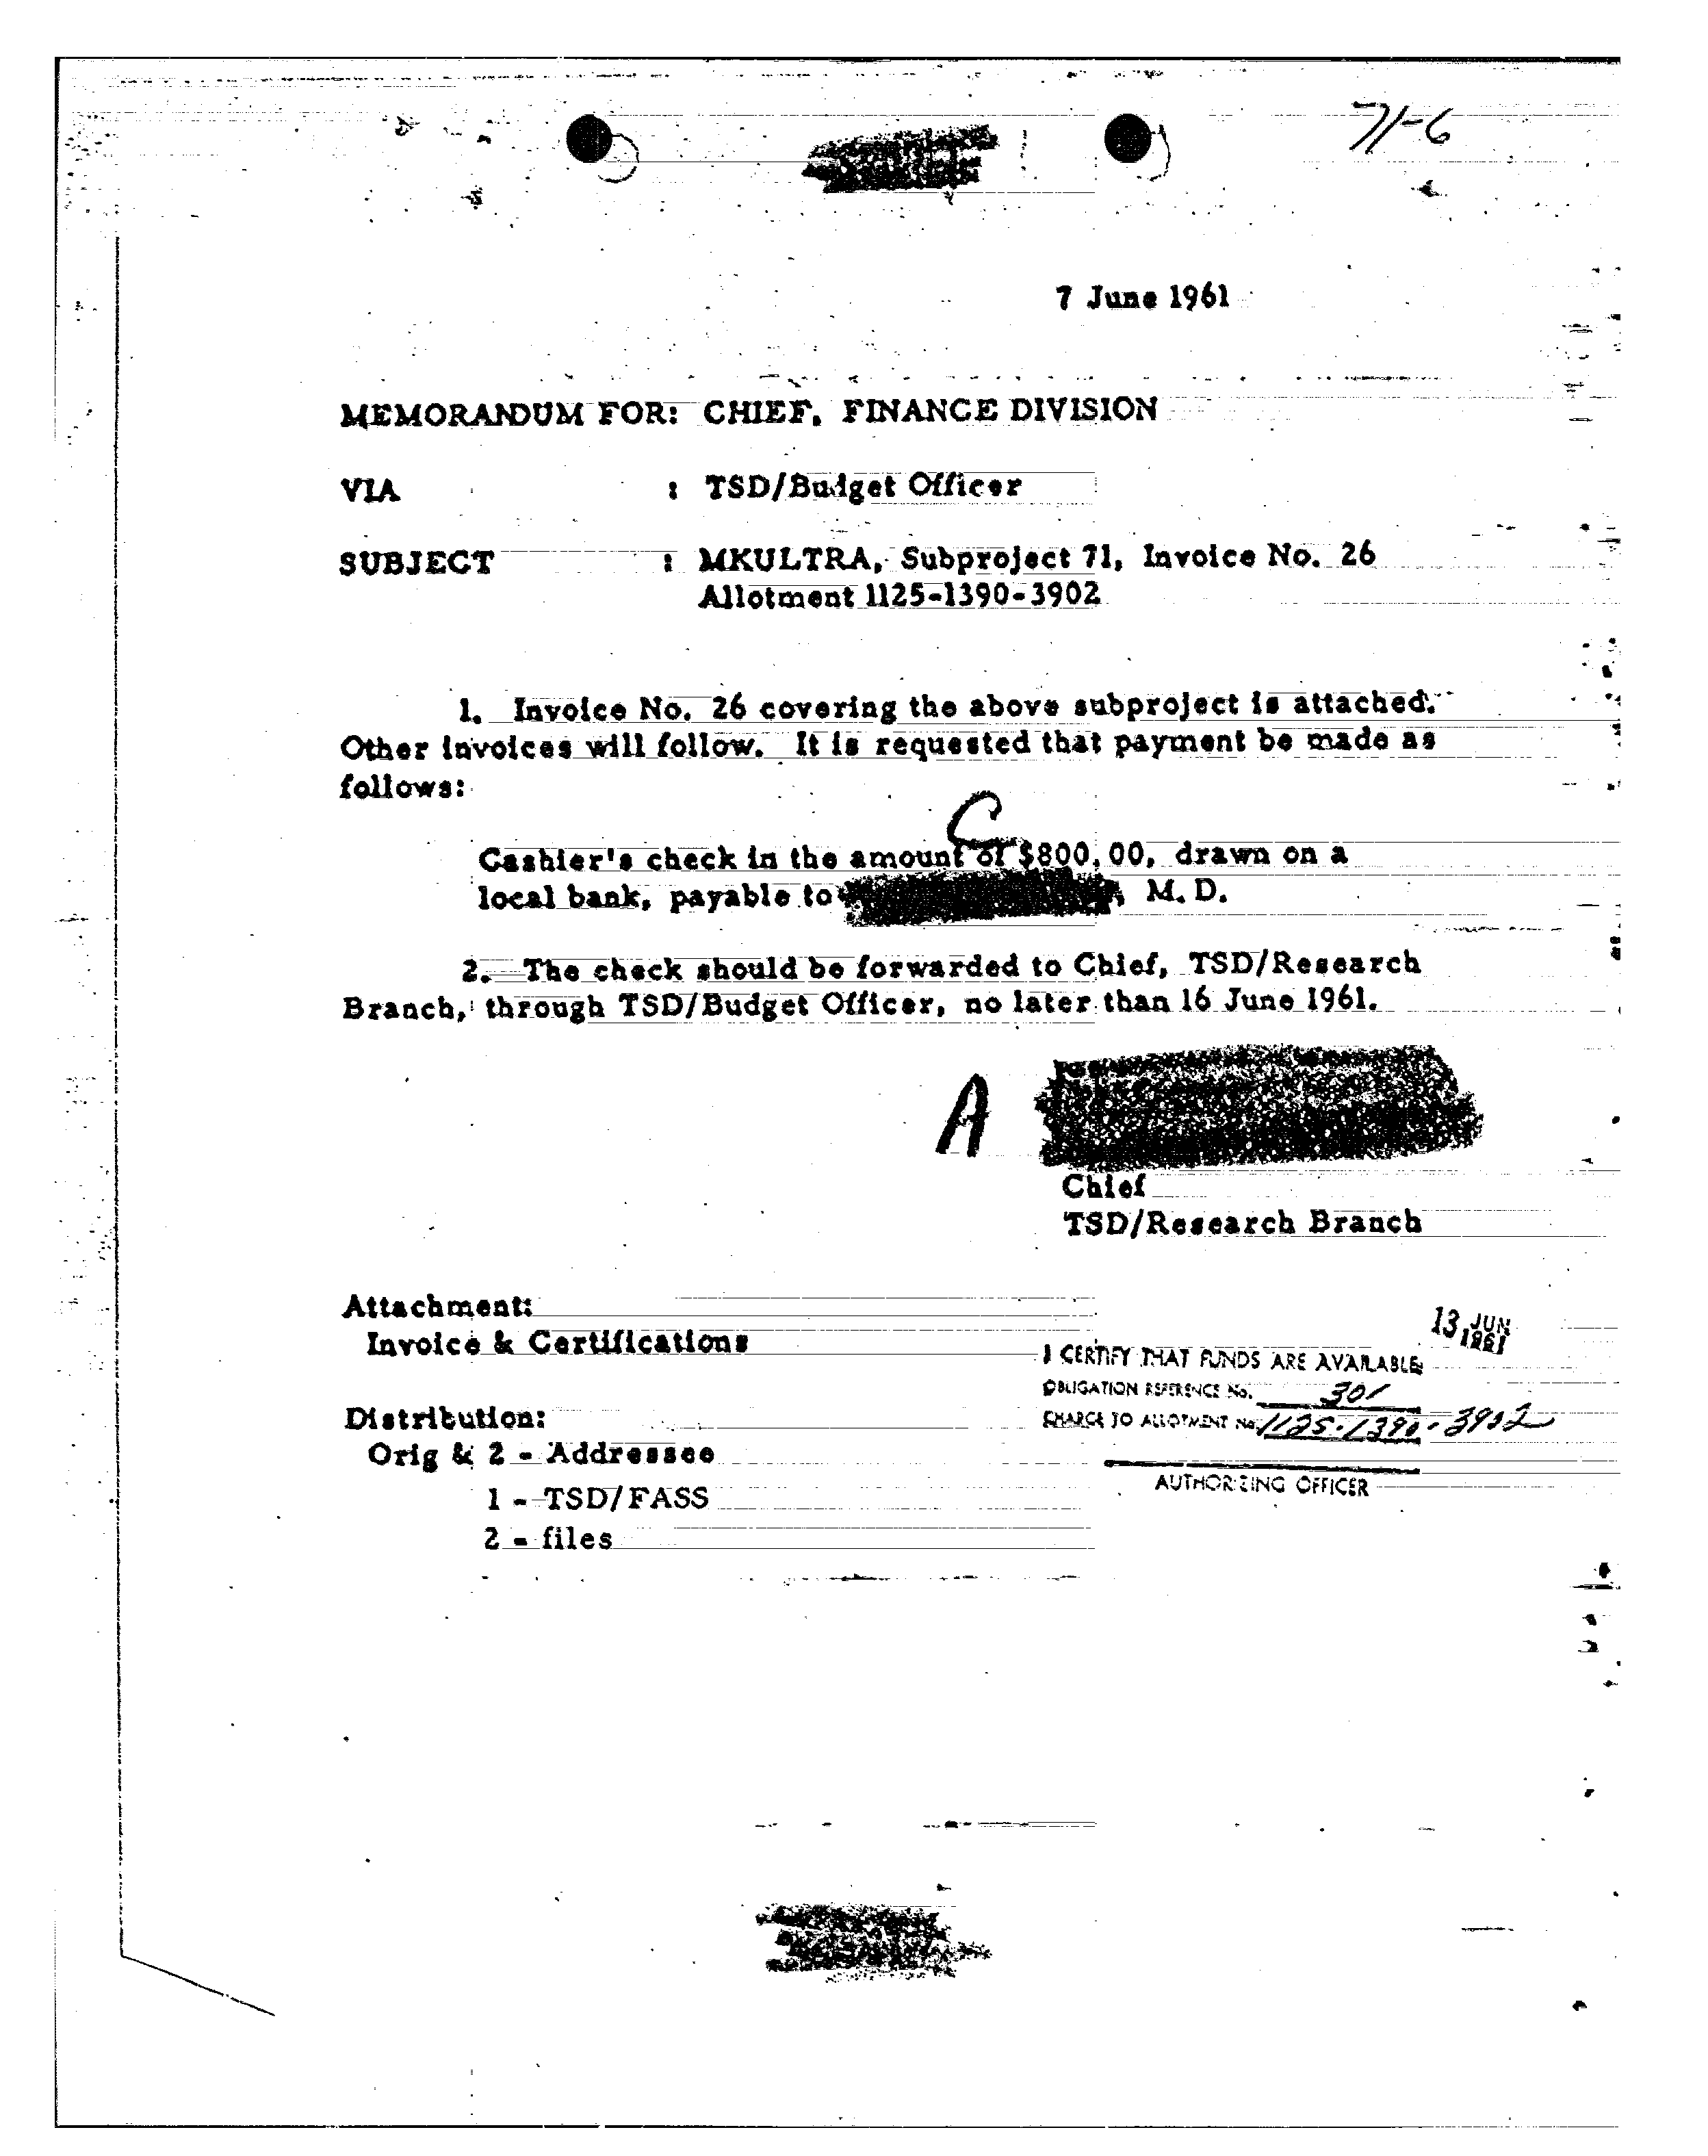 71-6
7 June 1961
MEMORANDUM FOR: CHIEF, FINANCE DIVISION
VIA : TSD/Budget Officer
SUBJECT : MKULTRA, Subproject 71, Invoice No. 26
Allotment 1125-1390-3902
1. Invoice No. 26 covering the above subproject is attached.
Other invoices will follow. It is requested that payment be made as
follows:
C
Cashier's check in the amount of $800.00, drawn on a
local bank, payable to , M.D.
2. The check should be forwarded to Chief, TSD/Research
Branch, through TSD/Budget Officer, no later than 16 June 1961.
A
Chief
TSD/Research Branch
Attachment:
Invoice & Certifications
13 JUN 1961
I CERTIFY THAT FUNDS ARE AVAILABLE
OBLIGATION REFERENCE No. 301
CHARGE TO ALLOTMENT No. 1125-1390-3902
AUTHORIZING OFFICER
Distribution:
Orig & 2 - Addressee
1 - TSD/FASS
2 - files